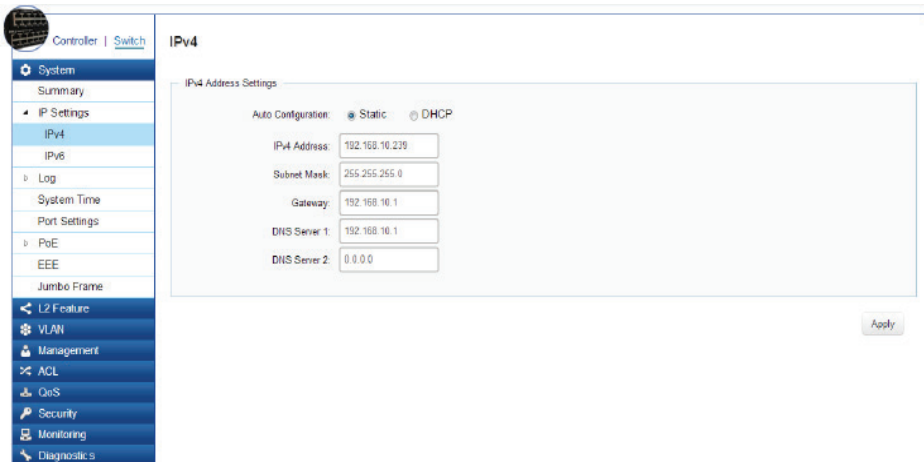 Controller | Switch
IPv4
System
Summary
IP Settings
IPv4
IPv6
Log
System Time
Port Settings
PoE
EEE
Jumbo Frame
L2 Feature
VLAN
Management
ACL
QoS
Security
Monitoring
Diagnostics
IPv4 Address Settings
Auto Configuration: Static DHCP
IPv4 Address: 192.168.10.239
Subnet Mask: 255.255.255.0
Gateway: 192.168.10.1
DNS Server 1: 192.168.10.1
DNS Server 2: 0.0.0.0
Apply